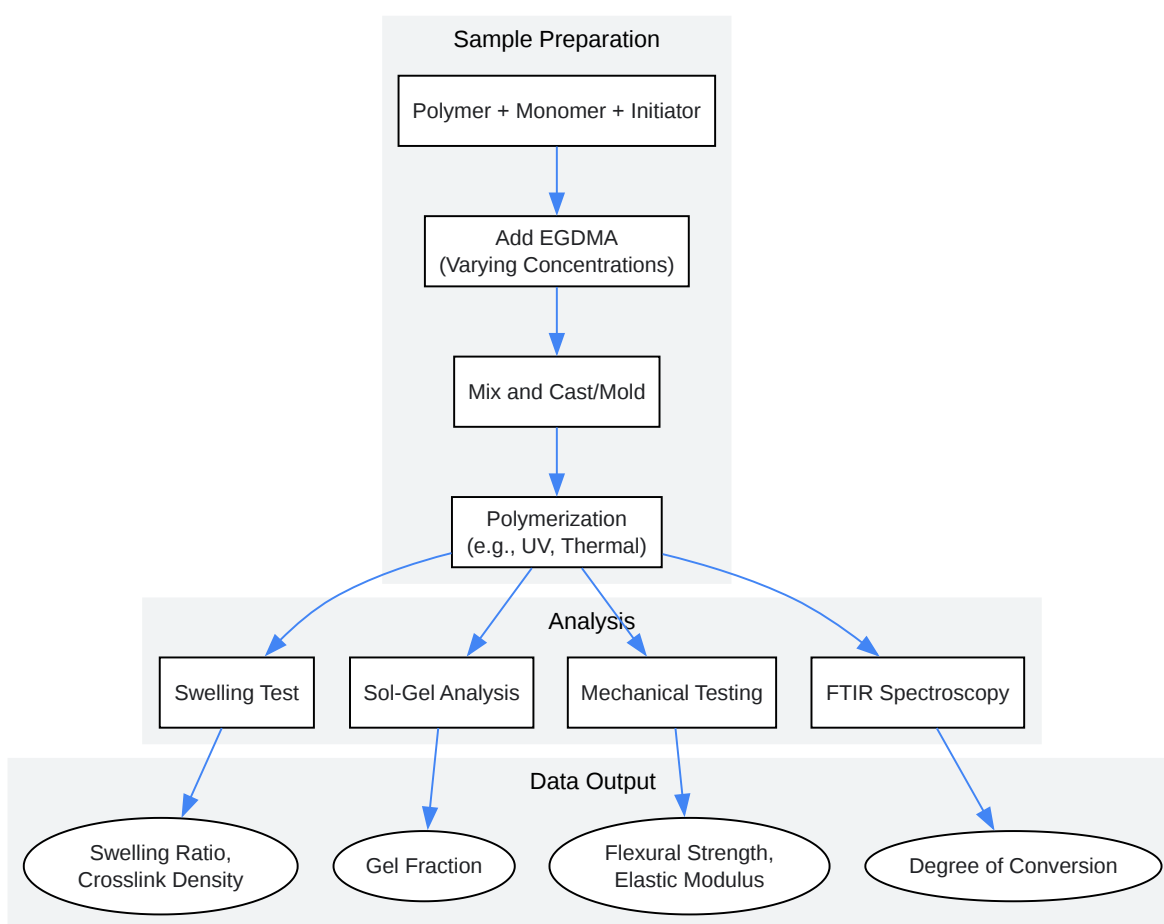 Sample Preparation
Polymer + Monomer + Initiator
Add EGDMA
(Varying Concentrations)
Mix and Cast/Mold
Polymerization
(e.g., UV, Thermal)
Analysis
Swelling Test
Sol-Gel Analysis
Mechanical Testing
FTIR Spectroscopy
Data Output
Swelling Ratio,
Crosslink Density
Gel Fraction
Flexural Strength,
Elastic Modulus
Degree of Conversion